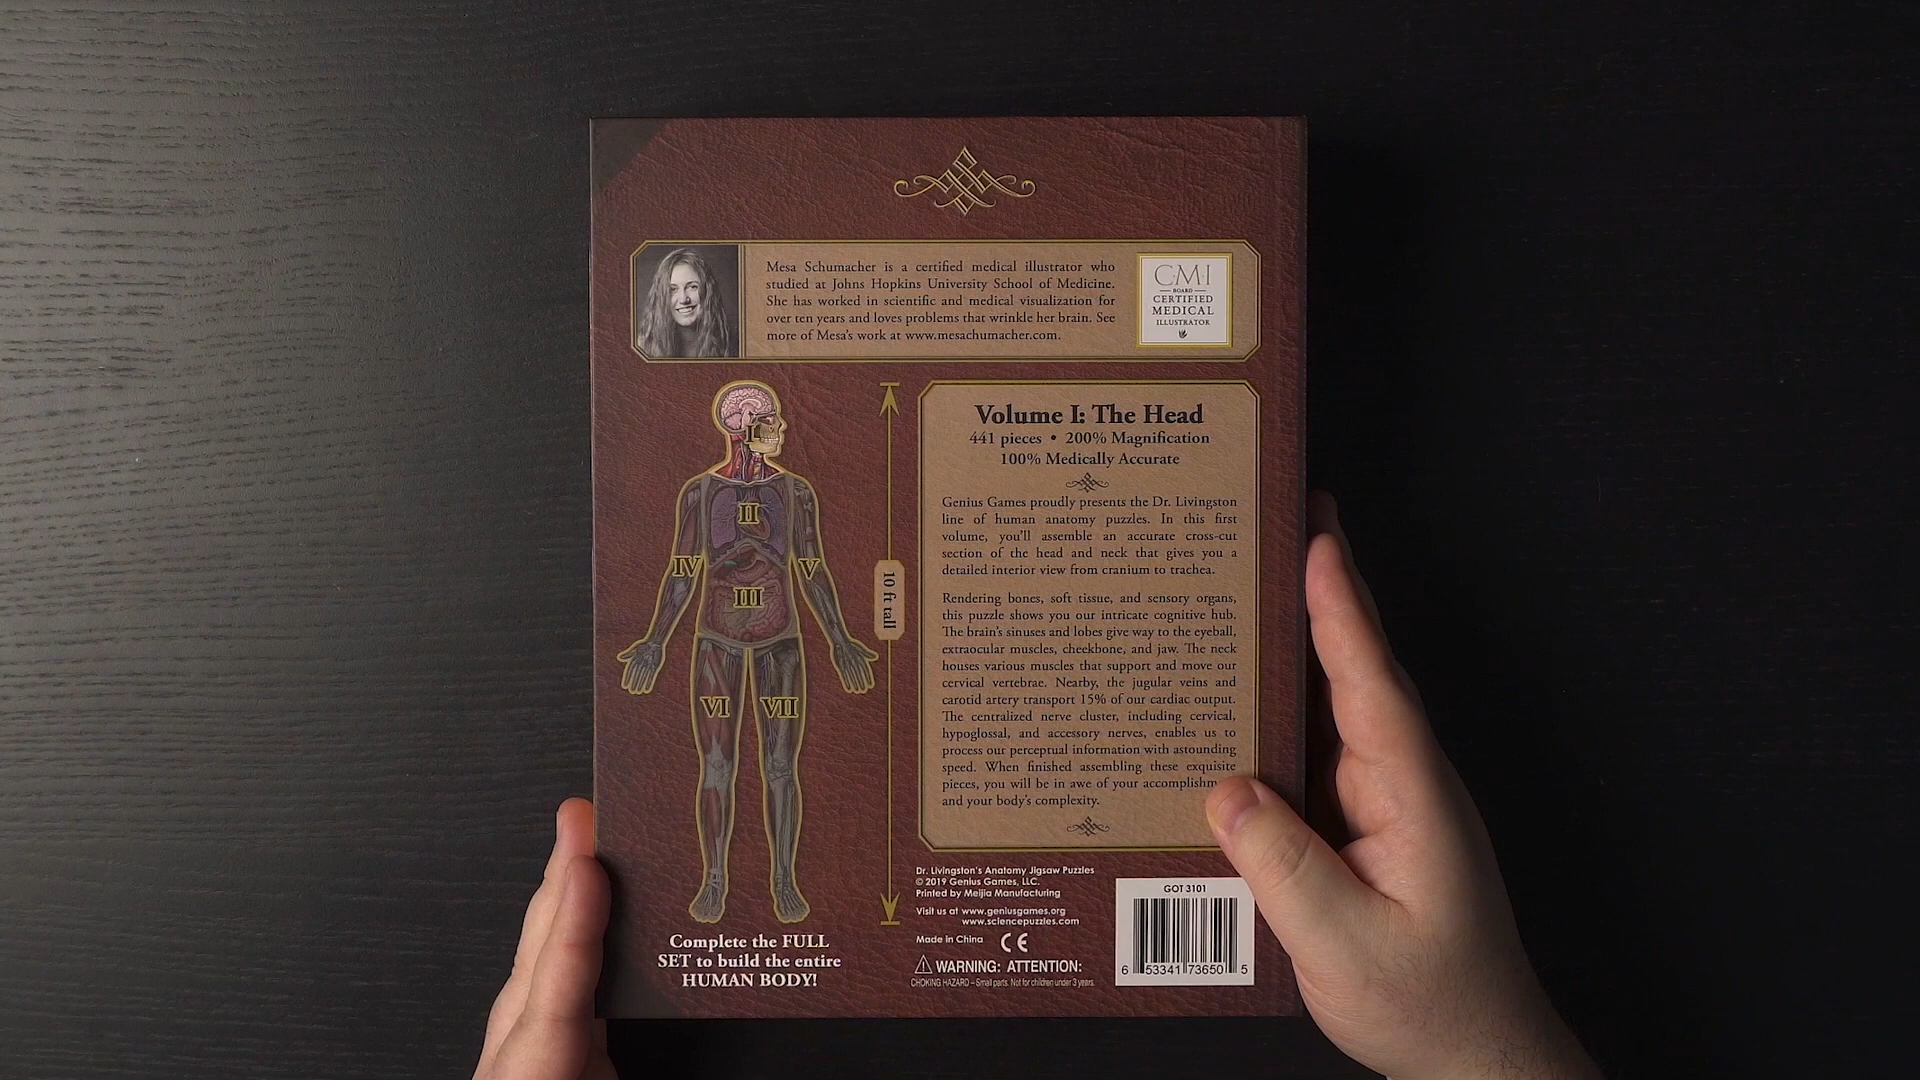 Mesa Schumacher is a certified medical illustrator who
studied at Johns Hopkins University School of Medicine.
She has worked in scientific and medical visualization for
over ten years and loves problems that wrinkle her brain. See
more of Mesa's work at www.mesachumacher.com.
CMI
BOARD
CERTIFIED
MEDICAL
ILLUSTRATOR
I
II
III
IV
V
VI
VII
10 ft tall
Complete the FULL
SET to build the entire
HUMAN BODY!
Volume I: The Head
441 pieces • 200% Magnification
100% Medically Accurate
Genius Games proudly presents the Dr. Livingston
line of human anatomy puzzles. In this first
volume, you'll assemble an accurate cross-cut
section of the head and neck that gives you a
detailed interior view from cranium to trachea.
Rendering bones, soft tissue, and sensory organs,
this puzzle shows you our intricate cognitive hub.
The brain's sinuses and lobes give way to the eyeball,
extraocular muscles, cheekbone, and jaw. The neck
houses various muscles that support and move our
cervical vertebrae. Nearby, the jugular veins and
carotid artery transport 15% of our cardiac output.
The centralized nerve cluster, including cervical,
hypoglossal, and accessory nerves, enables us to
process our perceptual information with astounding
speed. When finished assembling these exquisite
pieces, you will be in awe of your accomplishm
and your body's complexity.
Dr. Livingston's Anatomy Jigsaw Puzzles
© 2019 Genius Games, LLC.
Printed by Meijia Manufacturing
Visit us at www.geniusgames.org
www.sciencepuzzles.com
Made in China CE
WARNING: ATTENTION:
CHOKING HAZARD – Small parts. Not for children under 3 years.
GOT 3101
6 53341 73650 5